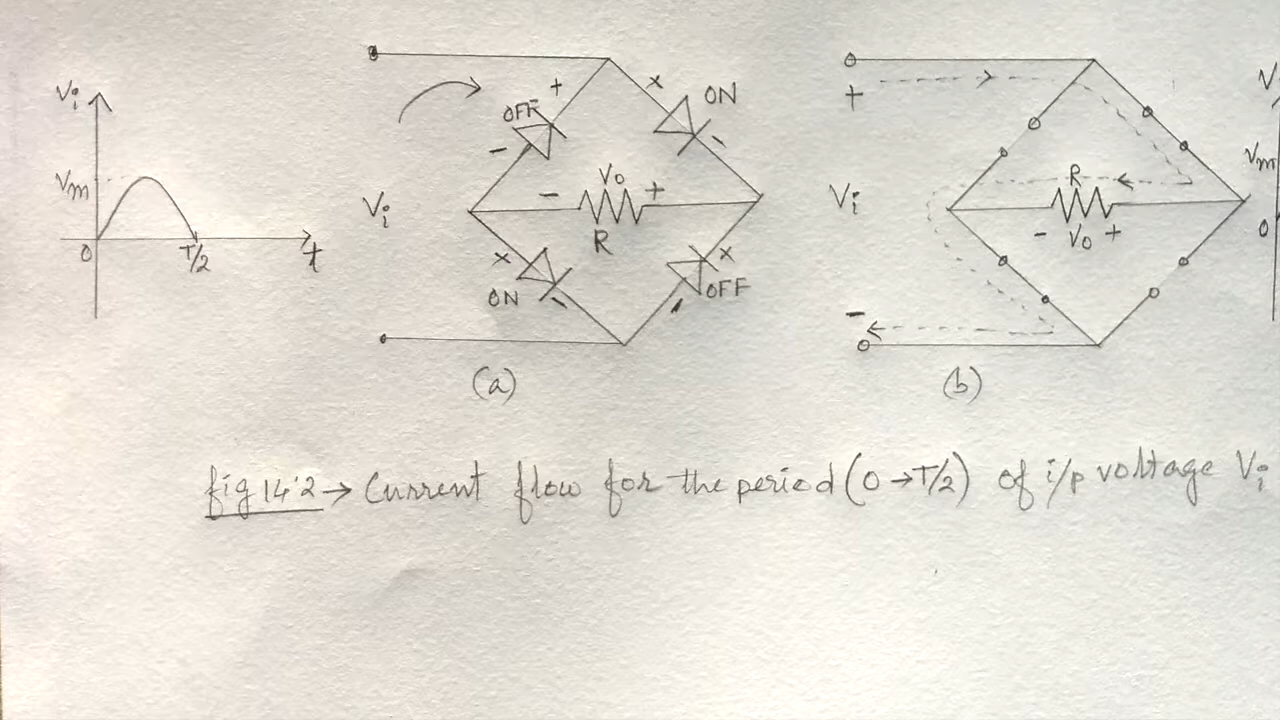 Vi
Vm
0
T/2
t
Vi
+
OFF
-
x
ON
-
-
Vo
+
R
x
ON
-
x
OFF
-
(a)
+
Vi
-
R
-
Vo
+
(b)
V
Vm
0
fig 14.2 → Current flow for the period (0 → T/2) of i/p voltage Vi